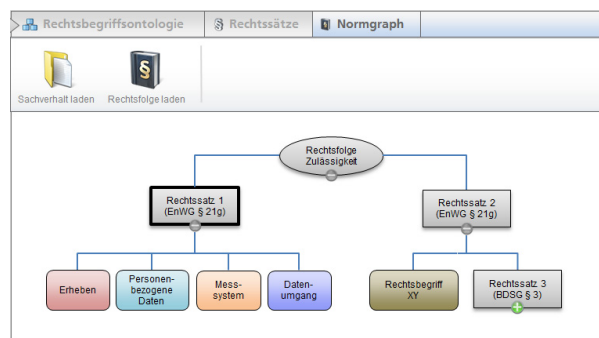 Rechtsbegriffsontologie § Rechtssätze § Normgraph
§
Sachverhalt laden Rechtsfolge laden
Rechtsfolge
Zulässigkeit
Rechtssatz 1
(EnWG § 21g)
Rechtssatz 2
(EnWG § 21g)
Erheben
Personen-
bezogene
Daten
Mess-
system
Daten-
umgang
Rechtsbegriff
XY
Rechtssatz 3
(BDSG § 3)